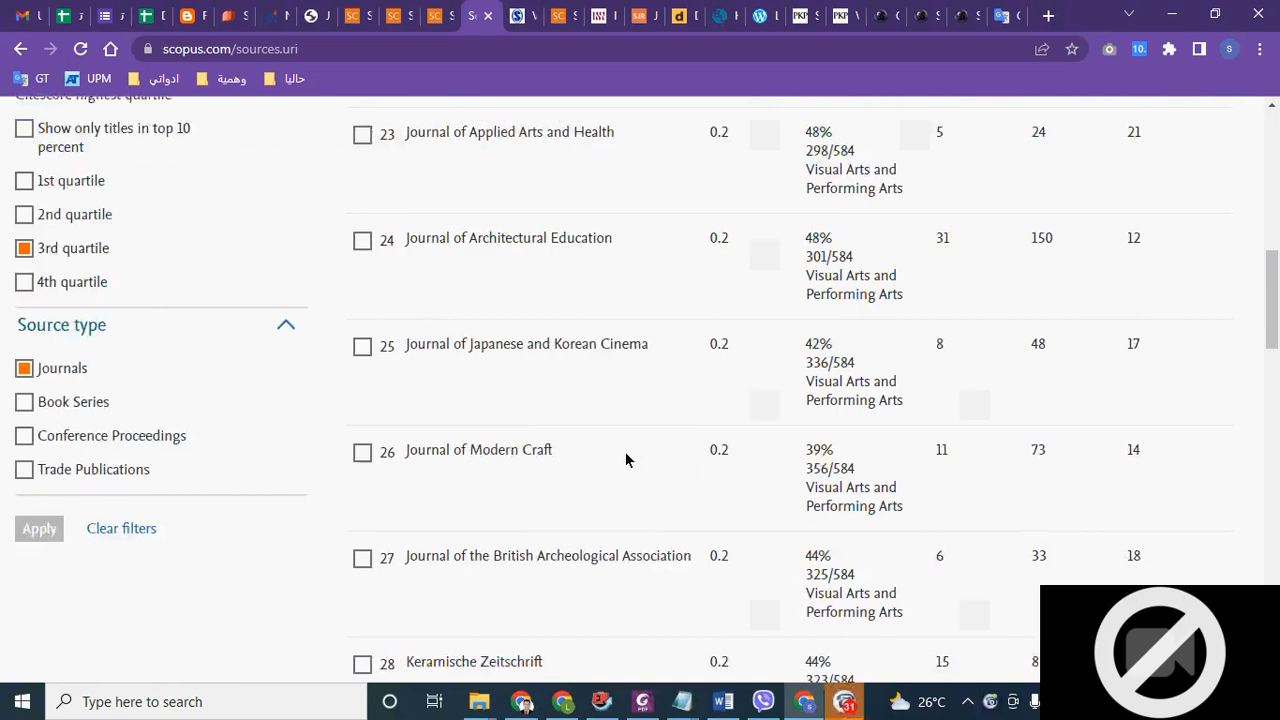 scopus.com/sources.uri
GT
UPM
ادواتي
وهمية
حاليا
Citescore highest quartile
Show only titles in top 10
percent
1st quartile
2nd quartile
3rd quartile
4th quartile
Source type
Journals
Book Series
Conference Proceedings
Trade Publications
Apply Clear filters
23 Journal of Applied Arts and Health 0.2 48% 5 24 21
298/584
Visual Arts and
Performing Arts
24 Journal of Architectural Education 0.2 48% 31 150 12
301/584
Visual Arts and
Performing Arts
25 Journal of Japanese and Korean Cinema 0.2 42% 8 48 17
336/584
Visual Arts and
Performing Arts
26 Journal of Modern Craft 0.2 39% 11 73 14
356/584
Visual Arts and
Performing Arts
27 Journal of the British Archeological Association 0.2 44% 6 33 18
325/584
Visual Arts and
Performing Arts
28 Keramische Zeitschrift 0.2 44% 15 8
323/584
Type here to search
26°C